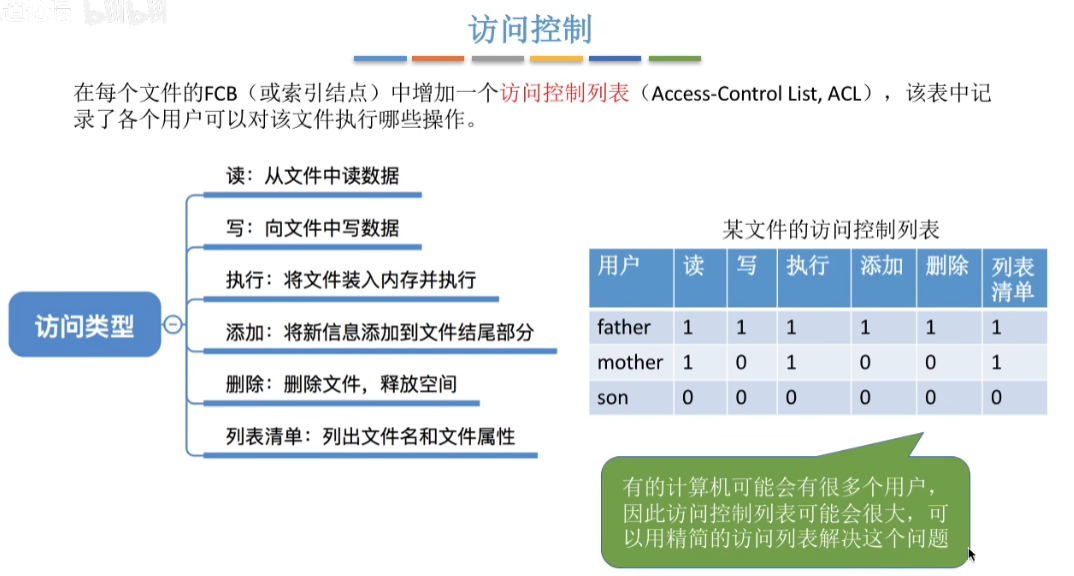 访问控制
在每个文件的FCB（或索引结点）中增加一个访问控制列表（Access-Control List, ACL），该表中记
录了各个用户可以对该文件执行哪些操作。
访问类型
读：从文件中读数据
写：向文件中写数据
执行：将文件装入内存并执行
添加：将新信息添加到文件结尾部分
删除：删除文件，释放空间
列表清单：列出文件名和文件属性
某文件的访问控制列表
用户 读 写 执行 添加 删除 列表
清单
father 1 1 1 1 1 1
mother 1 0 1 0 0 1
son 0 0 0 0 0 0
有的计算机可能会有很多个用户，
因此访问控制列表可能会很大，可
以用精简的访问列表解决这个问题